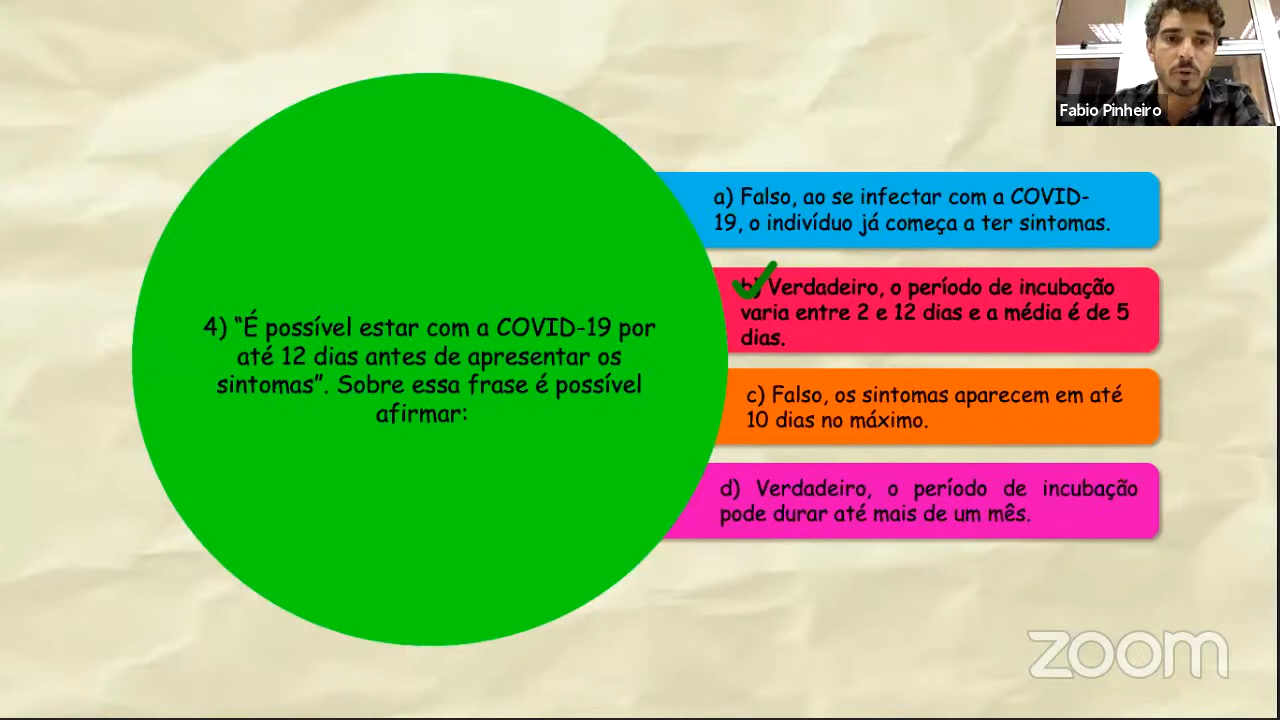 Fabio Pinheiro
a) Falso, ao se infectar com a COVID-
19, o indivíduo já começa a ter sintomas.
b) Verdadeiro, o período de incubação
varia entre 2 e 12 dias e a média é de 5
dias.
4) “É possível estar com a COVID-19 por
até 12 dias antes de apresentar os
sintomas”. Sobre essa frase é possível
afirmar:
c) Falso, os sintomas aparecem em até
10 dias no máximo.
d) Verdadeiro, o período de incubação
pode durar até mais de um mês.
zoom